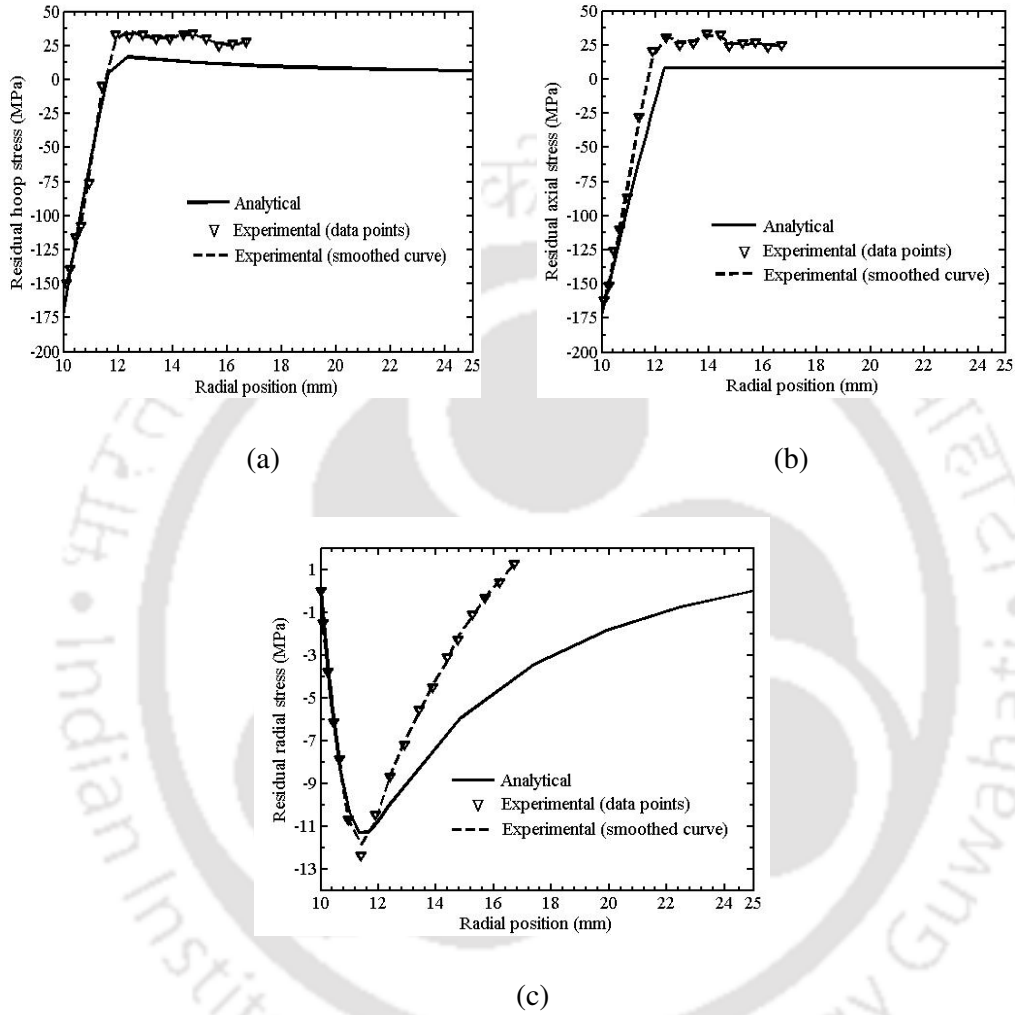 50
25
0
-25
-50
-75
-100
-125
-150
-175
-200
Residual hoop stress (MPa)
Analytical
Experimental (data points)
Experimental (smoothed curve)
10 12 14 16 18 20 22 24 25
Radial position (mm)
(a)
50
25
0
-25
-50
-75
-100
-125
-150
-175
-200
Residual axial stress (MPa)
Analytical
Experimental (data points)
Experimental (smoothed curve)
10 12 14 16 18 20 22 24 25
Radial position (mm)
(b)
1
-1
-3
-5
-7
-9
-11
-13
Residual radial stress (MPa)
Analytical
Experimental (data points)
Experimental (smoothed curve)
10 12 14 16 18 20 22 24 25
Radial position (mm)
(c)
Indian Institute
Guwahati